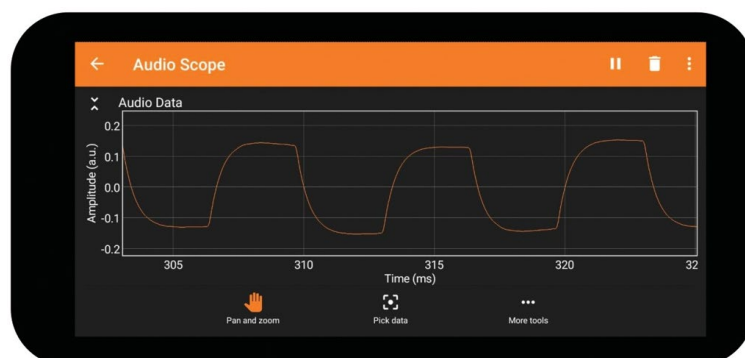 Audio Scope
Audio Data
0.2
0.1
0.0
-0.1
-0.2
Amplitude (a.u.)
305 310 315 320 32
Time (ms)
Pan and zoom Pick data More tools